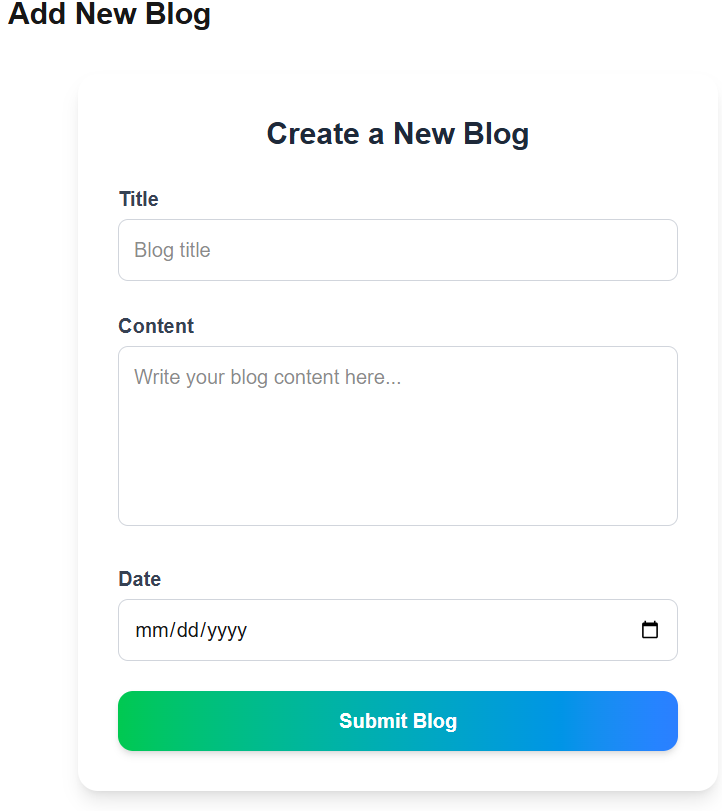 Add New Blog
Create a New Blog
Title
Blog title
Content
Write your blog content here...
Date
mm/dd/yyyy
Submit Blog